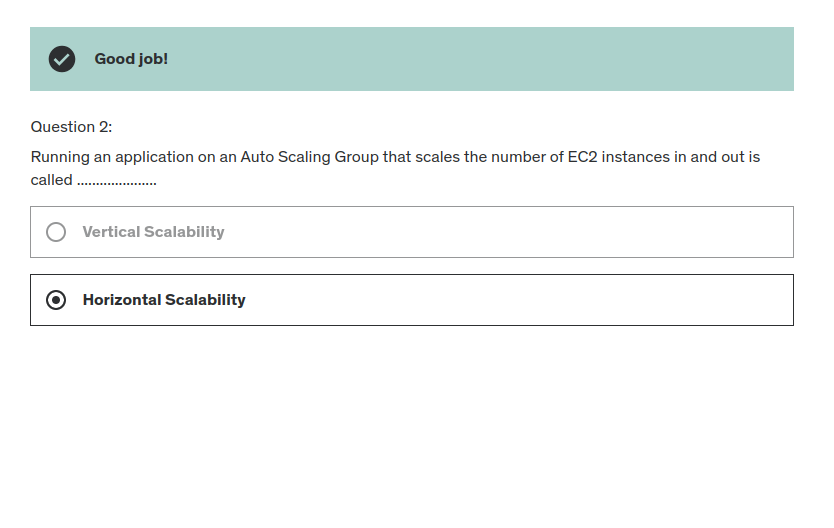 Good job!
Question 2:
Running an application on an Auto Scaling Group that scales the number of EC2 instances in and out is
called .....................
Vertical Scalability
Horizontal Scalability